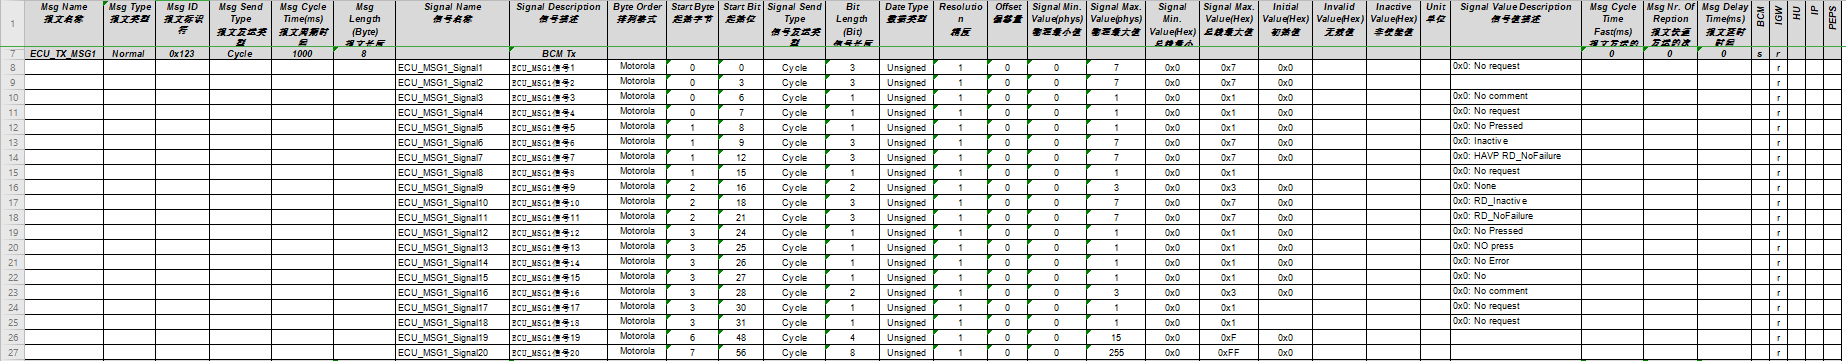 1
Msg Name
报文名称
Msg Type
报文类型
Msg ID
报文标识符
Msg Send Type
报文发送类型
Msg Cycle Time(ms)
报文周期时间
Msg Length (Byte)
报文长度
Signal Name
信号名称
Signal Description
信号描述
Byte Order
排列格式
Start Byte
起始字节
Start Bit
起始位
Signal Send Type
信号发送类型
Bit Length (Bit)
信号长度
Date Type
数据类型
Resolution
精度
Offset
偏移量
Signal Min. Value(phys)
物理最小值
Signal Max. Value(phys)
物理最大值
Signal Min. Value(Hex)
总线最小
Signal Max. Value(Hex)
总线最大值
Initial Value(Hex)
初始值
Invalid Value(Hex)
无效值
Inactive Value(Hex)
非使能值
Unit
单位
Signal Value Description
信号值描述
Msg Cycle Time Fast(ms)
报文发送的
Msg Nr. Of Reption
报文快速发送的次
Msg Delay Time(ms)
报文延时时间
BCM
IGW
HU
IP
PEPS
7 ECU_TX_MSG1 Normal 0x123 Cycle 1000 8 BCM Tx 0 0 0 s r
8 ECU_MSG1_Signal1 ECU_MSG1信号1 Motorola 0 0 Cycle 3 Unsigned 1 0 0 7 0x0 0x7 0x0 0x0: No request r
9 ECU_MSG1_Signal2 ECU_MSG1信号2 Motorola 0 3 Cycle 3 Unsigned 1 0 0 7 0x0 0x7 0x0 r
10 ECU_MSG1_Signal3 ECU_MSG1信号3 Motorola 0 6 Cycle 1 Unsigned 1 0 0 1 0x0 0x1 0x0 0x0: No comment r
11 ECU_MSG1_Signal4 ECU_MSG1信号4 Motorola 0 7 Cycle 1 Unsigned 1 0 0 1 0x0 0x1 0x0 0x0: No request r
12 ECU_MSG1_Signal5 ECU_MSG1信号5 Motorola 1 8 Cycle 1 Unsigned 1 0 0 1 0x0 0x1 0x0 0x0: No Pressed r
13 ECU_MSG1_Signal6 ECU_MSG1信号6 Motorola 1 9 Cycle 3 Unsigned 1 0 0 7 0x0 0x7 0x0 0x0: Inactive r
14 ECU_MSG1_Signal7 ECU_MSG1信号7 Motorola 1 12 Cycle 3 Unsigned 1 0 0 7 0x0 0x7 0x0 0x0: HAVP RD_NoFailure r
15 ECU_MSG1_Signal8 ECU_MSG1信号8 Motorola 1 15 Cycle 1 Unsigned 1 0 0 1 0x0 0x1 0x0: No request r
16 ECU_MSG1_Signal9 ECU_MSG1信号9 Motorola 2 16 Cycle 2 Unsigned 1 0 0 3 0x0 0x3 0x0 0x0: None r
17 ECU_MSG1_Signal10 ECU_MSG1信号10 Motorola 2 18 Cycle 3 Unsigned 1 0 0 7 0x0 0x7 0x0 0x0: RD_Inactive r
18 ECU_MSG1_Signal11 ECU_MSG1信号11 Motorola 2 21 Cycle 3 Unsigned 1 0 0 7 0x0 0x7 0x0 0x0: RD_NoFailure r
19 ECU_MSG1_Signal12 ECU_MSG1信号12 Motorola 3 24 Cycle 1 Unsigned 1 0 0 1 0x0 0x1 0x0 0x0: No Pressed r
20 ECU_MSG1_Signal13 ECU_MSG1信号13 Motorola 3 25 Cycle 1 Unsigned 1 0 0 1 0x0 0x1 0x0 0x0: NO press r
21 ECU_MSG1_Signal14 ECU_MSG1信号14 Motorola 3 26 Cycle 1 Unsigned 1 0 0 1 0x0 0x1 0x0 0x0: No Error r
22 ECU_MSG1_Signal15 ECU_MSG1信号15 Motorola 3 27 Cycle 1 Unsigned 1 0 0 1 0x0 0x1 0x0 0x0: No r
23 ECU_MSG1_Signal16 ECU_MSG1信号16 Motorola 3 28 Cycle 2 Unsigned 1 0 0 3 0x0 0x3 0x0 0x0: No comment r
24 ECU_MSG1_Signal17 ECU_MSG1信号17 Motorola 3 30 Cycle 1 Unsigned 1 0 0 1 0x0 0x1 0x0: No request r
25 ECU_MSG1_Signal18 ECU_MSG1信号18 Motorola 3 31 Cycle 1 Unsigned 1 0 0 1 0x0 0x1 0x0: No request r
26 ECU_MSG1_Signal19 ECU_MSG1信号19 Motorola 6 48 Cycle 4 Unsigned 1 0 0 15 0x0 0xF 0x0 r
27 ECU_MSG1_Signal20 ECU_MSG1信号20 Motorola 7 56 Cycle 8 Unsigned 1 0 0 255 0x0 0xFF 0x0 r